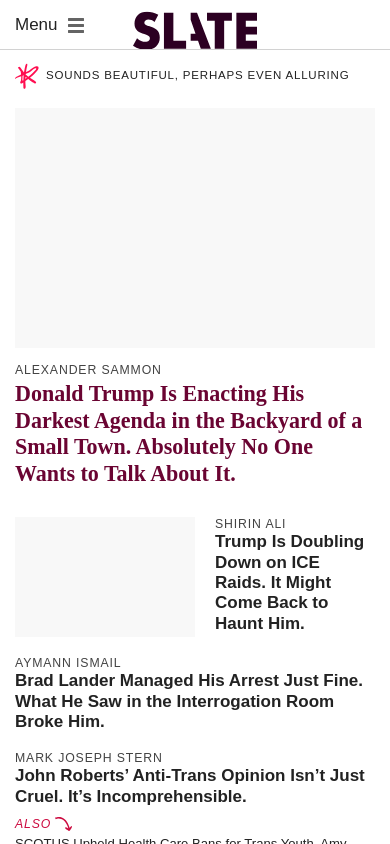 Menu
SLATE
SOUNDS BEAUTIFUL, PERHAPS EVEN ALLURING
ALEXANDER SAMMON
Donald Trump Is Enacting His
Darkest Agenda in the Backyard of a
Small Town. Absolutely No One
Wants to Talk About It.
SHIRIN ALI
Trump Is Doubling
Down on ICE
Raids. It Might
Come Back to
Haunt Him.
AYMANN ISMAIL
Brad Lander Managed His Arrest Just Fine.
What He Saw in the Interrogation Room
Broke Him.
MARK JOSEPH STERN
John Roberts’ Anti-Trans Opinion Isn’t Just
Cruel. It’s Incomprehensible.
ALSO
SCOTUS Upheld Health Care Bans for Trans Youth. Amy